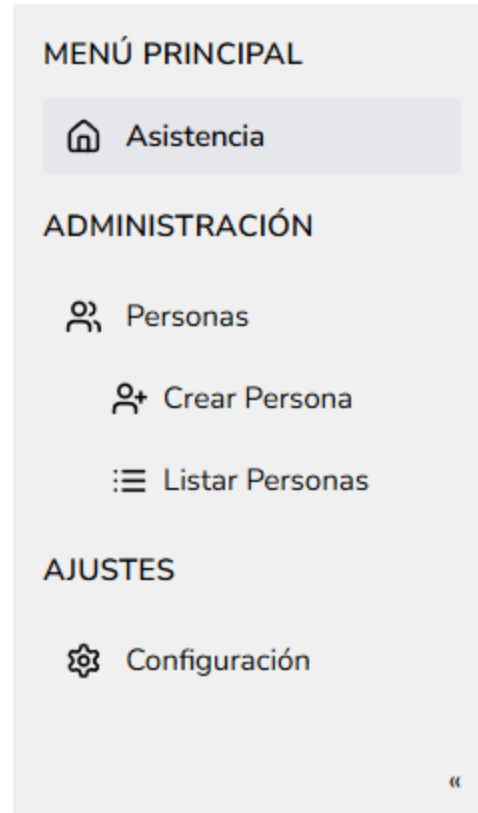 MENÚ PRINCIPAL
Asistencia
ADMINISTRACIÓN
Personas
Crear Persona
Listar Personas
AJUSTES
Configuración
«